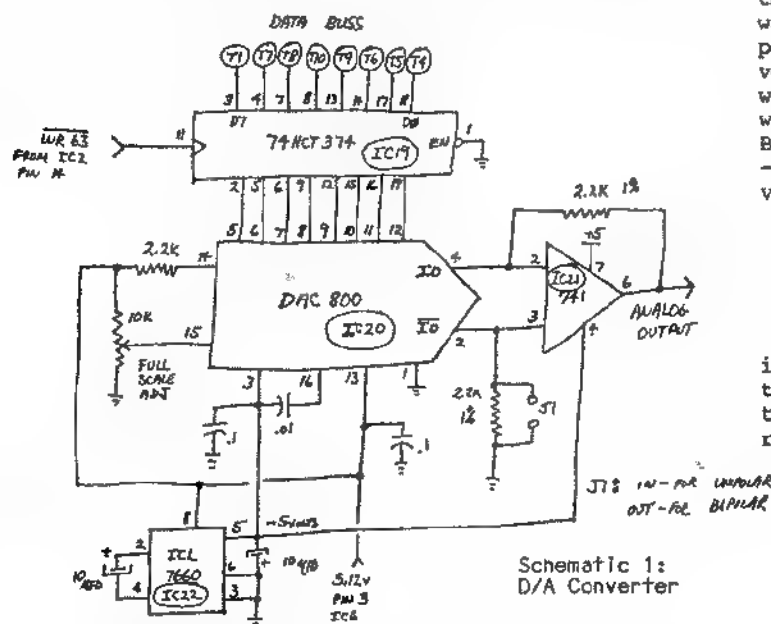 DATA BUSS
T1 T7 T8 T10 T9 T6 T5 T4
3 4 7 8 13 14 17 18
D7 D0
WR 63
FROM IC2
PIN 14
11
74HCT374
IC19
EN
1
2 5 6 9 12 15 16 19
5 6 7 8 9 10 11 12
2.2K 1%
+5
2.2K
14
DAC 800
IO
4
2
IC21
741
7
6
10K
15
IC20
IO
2
3
4
ANALOG
OUTPUT
FULL
SCALE
ADJ
3 16 13 1
.1
.01
.1
2.2K
1%
J1
J1: IN-FOR UNIPOLAR
OUT-FOR BIPOLAR
8
-5 VOLTS
2
ICL
7660
IC22
5
6
3
4
10 MFD
10 MFD
5.12V
PIN 3
IC6
Schematic 1:
D/A Converter